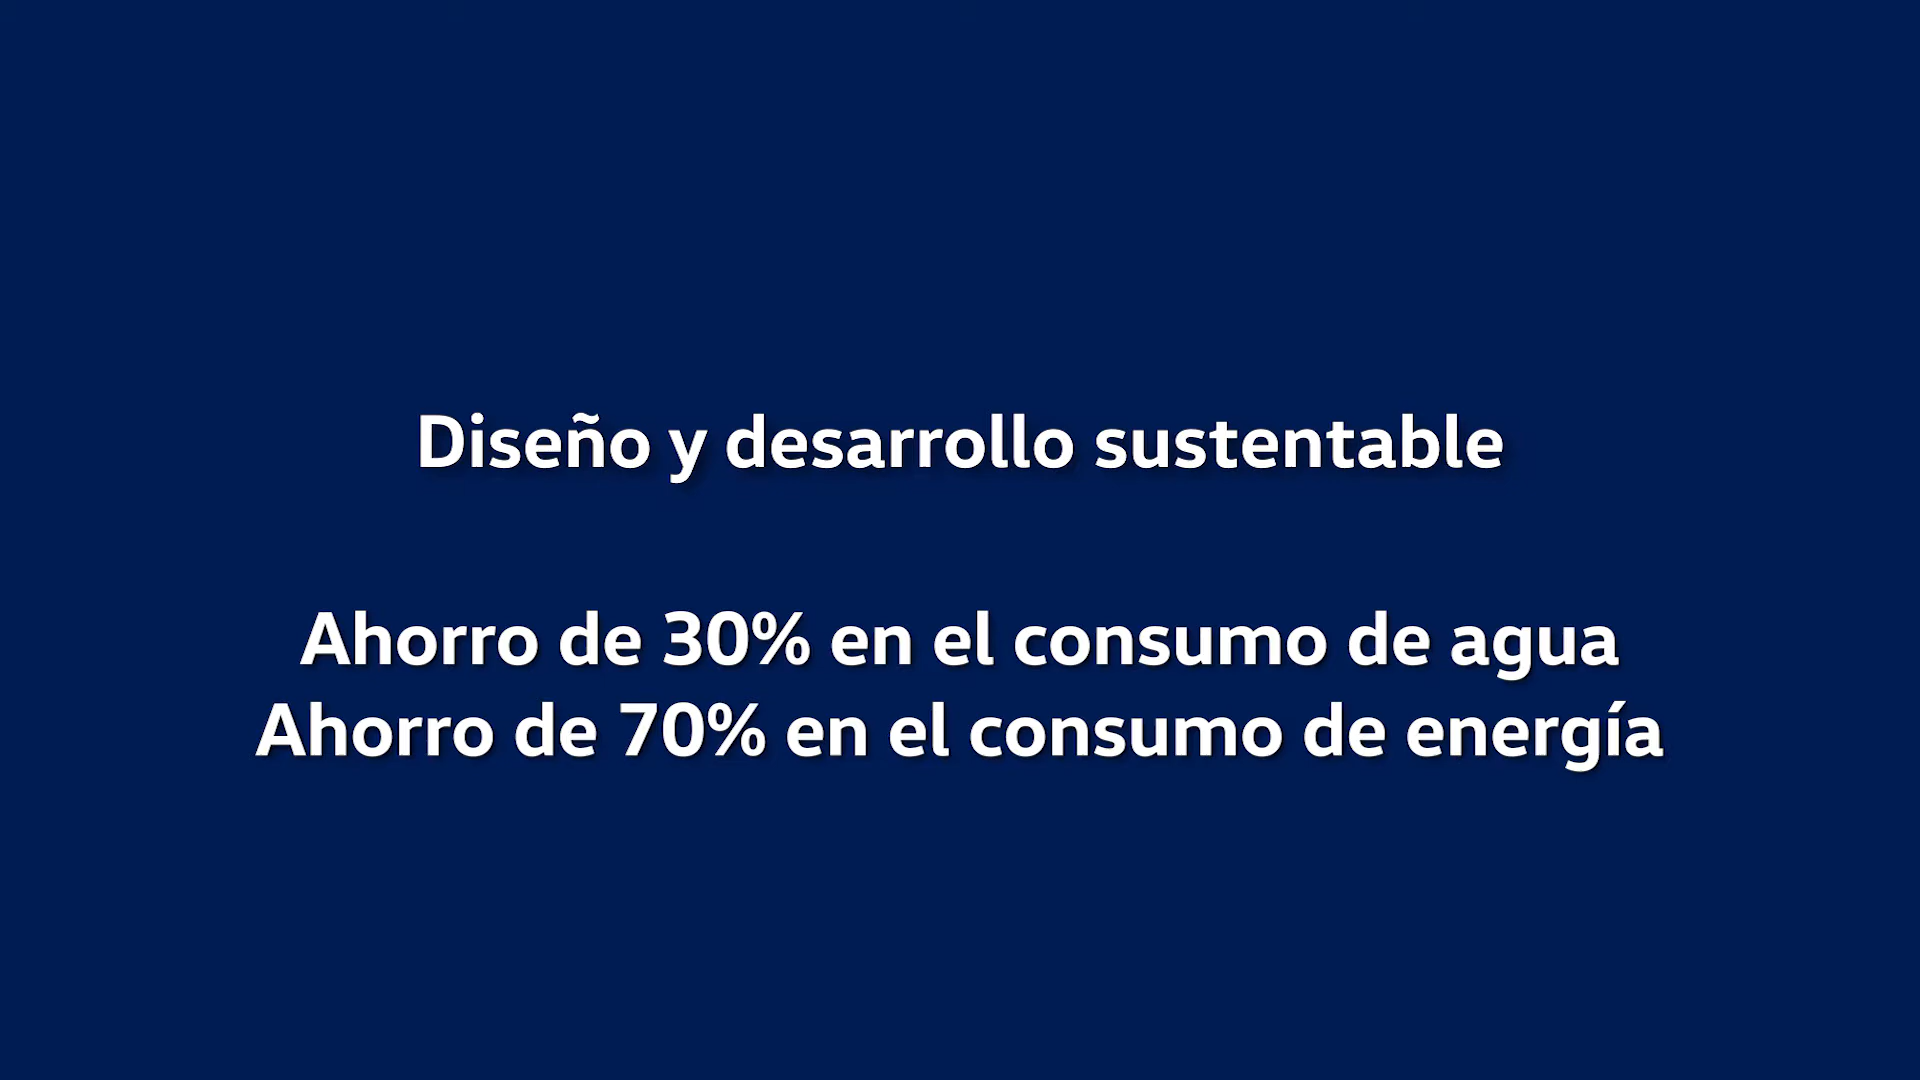 Diseño y desarrollo sustentable
Ahorro de 30% en el consumo de agua
Ahorro de 70% en el consumo de energía